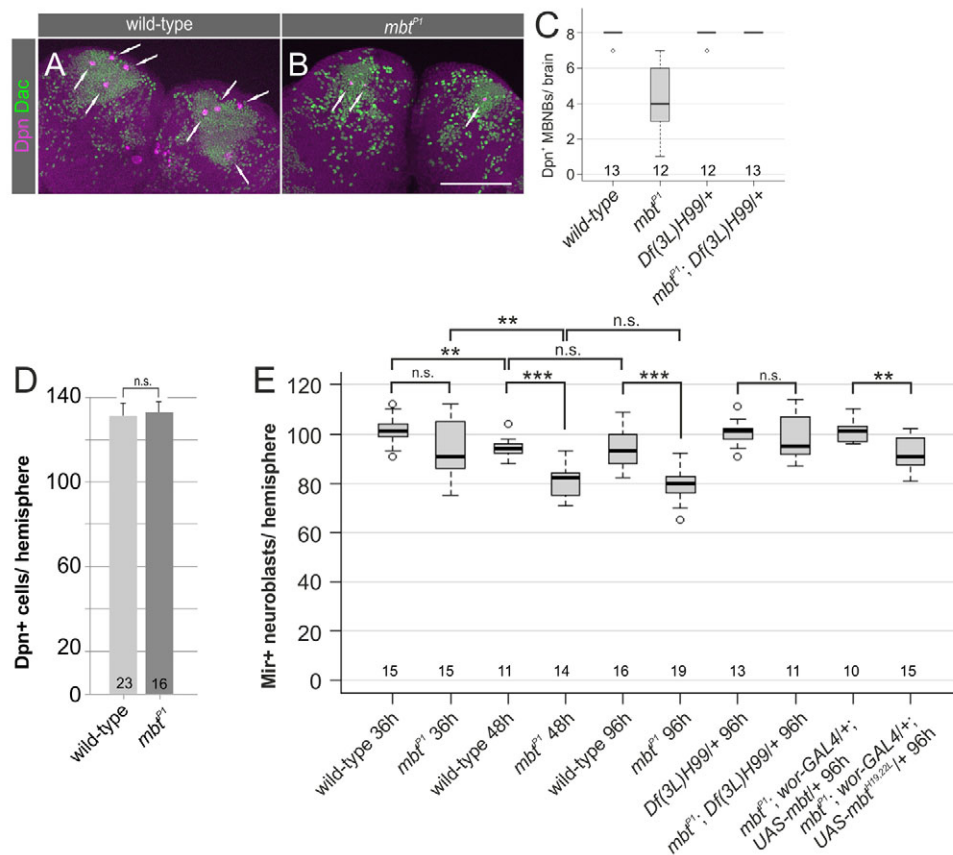 wild-type
mbt^P1
Dpn Dac
A
B
C
Dpn⁺ MBNBs/ brain
8
6
4
2
0
13
12
12
13
wild-type
mbt^P1
Df(3L)H99/+
mbt^P1; Df(3L)H99/+
D
Dpn+ cells/ hemisphere
140
100
60
20
0
n.s.
23
16
wild-type
mbt^P1
E
Mir+ neuroblasts/ hemisphere
120
100
80
60
40
20
0
**
n.s.
**
n.s.
n.s.
***
***
n.s.
**
15
15
11
14
16
19
13
11
10
15
wild-type 36h
mbt^P1 36h
wild-type 48h
mbt^P1 48h
wild-type 96h
mbt^P1 96h
Df(3L)H99/+ 96h
mbt^P1; Df(3L)H99/+ 96h
mbt^P1; wor-GAL4/+;
UAS-mbt/+ 96h
mbt^P1; wor-GAL4/+;
UAS-mbt^H19,22L/+ 96h